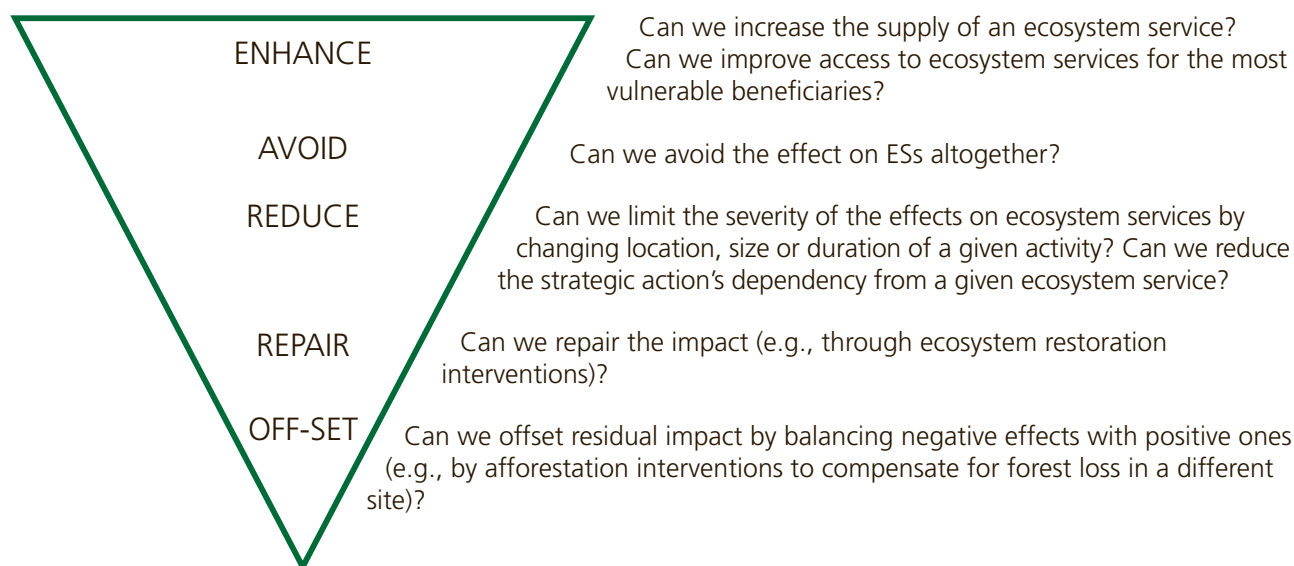 ENHANCE
Can we increase the supply of an ecosystem service?
Can we improve access to ecosystem services for the most
vulnerable beneficiaries?
AVOID
Can we avoid the effect on ESs altogether?
REDUCE
Can we limit the severity of the effects on ecosystem services by
changing location, size or duration of a given activity? Can we reduce
the strategic action’s dependency from a given ecosystem service?
REPAIR
Can we repair the impact (e.g., through ecosystem restoration
interventions)?
OFF-SET
Can we offset residual impact by balancing negative effects with positive ones
(e.g., by afforestation interventions to compensate for forest loss in a different
site)?